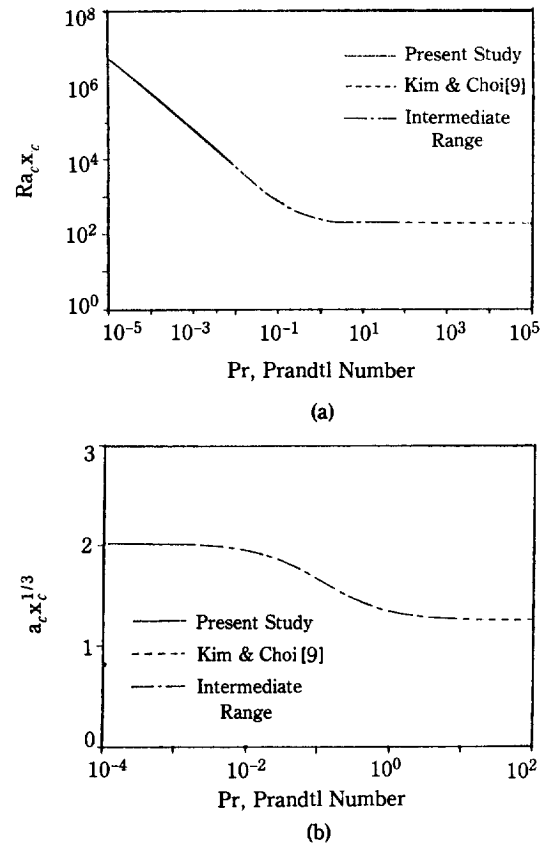 10^8
10^6
10^4
10^2
10^0
Ra_c x_c
Present Study
Kim & Choi[9]
Intermediate
Range
10^-5
10^-3
10^-1
10^1
10^3
10^5
Pr, Prandtl Number
(a)
3
2
1
0
a_c x_c^1/3
Present Study
Kim & Choi [9]
Intermediate
Range
10^-4
10^-2
10^0
10^2
Pr, Prandtl Number
(b)